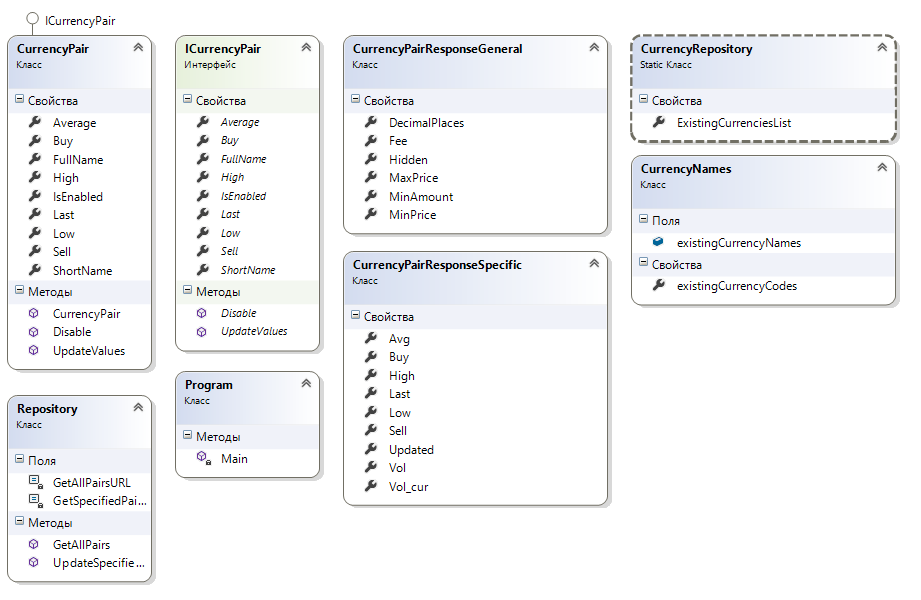 ICurrencyPair
CurrencyPair
Класс
Свойства
Average
Buy
FullName
High
IsEnabled
Last
Low
Sell
ShortName
Методы
CurrencyPair
Disable
UpdateValues
Repository
Класс
Поля
GetAllPairsURL
GetSpecifiedPai...
Методы
GetAllPairs
UpdateSpecifie...
ICurrencyPair
Интерфейс
Свойства
Average
Buy
FullName
High
IsEnabled
Last
Low
Sell
ShortName
Методы
Disable
UpdateValues
Program
Класс
Методы
Main
CurrencyPairResponseGeneral
Класс
Свойства
DecimalPlaces
Fee
Hidden
MaxPrice
MinAmount
MinPrice
CurrencyPairResponseSpecific
Класс
Свойства
Avg
Buy
High
Last
Low
Sell
Updated
Vol
Vol_cur
CurrencyRepository
Static Класс
Свойства
ExistingCurrenciesList
CurrencyNames
Класс
Поля
existingCurrencyNames
Свойства
existingCurrencyCodes